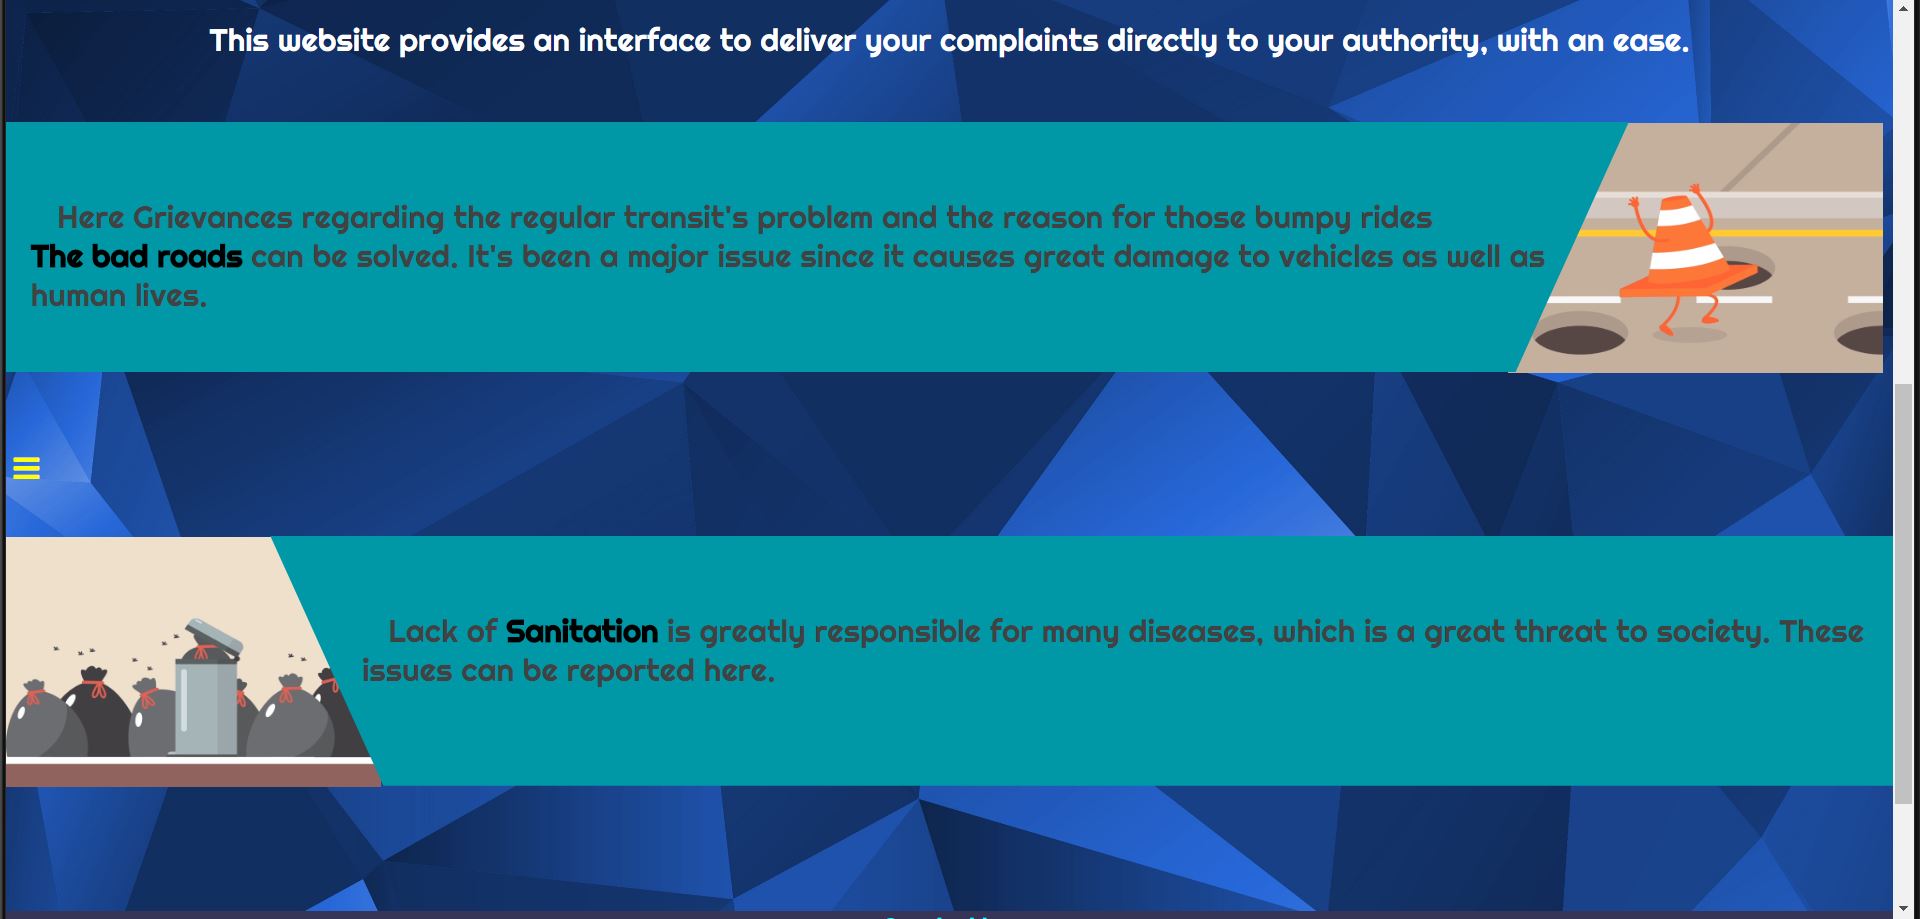 This website provides an interface to deliver your complaints directly to your authority, with an ease.
Here Grievances regarding the regular transit's problem and the reason for those bumpy rides
The bad roads can be solved. It's been a major issue since it causes great damage to vehicles as well as
human lives.
Lack of Sanitation is greatly responsible for many diseases, which is a great threat to society. These
issues can be reported here.